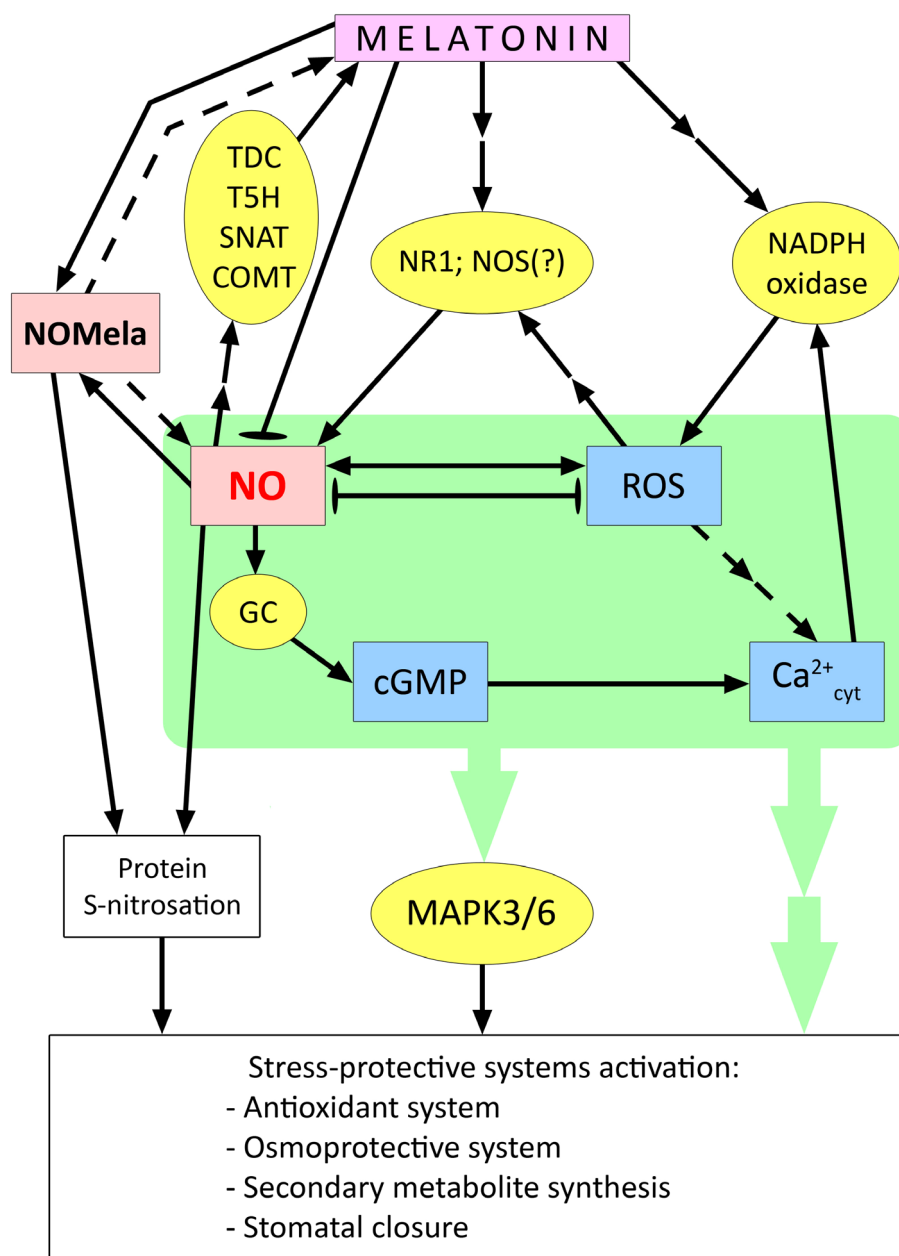 MELATONIN
TDC
T5H
SNAT
COMT
NR1; NOS(?)
NADPH
oxidase
NOMela
NO
ROS
GC
cGMP
Ca²⁺cyt
Protein
S-nitrosation
MAPK3/6
Stress-protective systems activation:
- Antioxidant system
- Osmoprotective system
- Secondary metabolite synthesis
- Stomatal closure